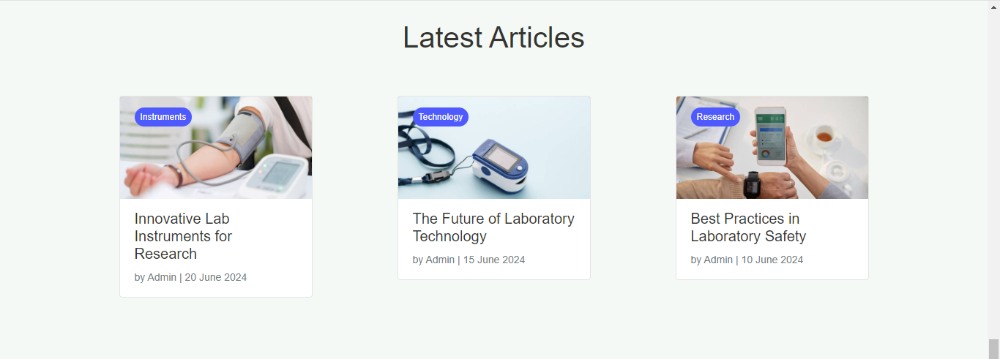 Latest Articles
Instruments
Innovative Lab
Instruments for
Research
by Admin | 20 June 2024
Technology
The Future of Laboratory
Technology
by Admin | 15 June 2024
Research
Best Practices in
Laboratory Safety
by Admin | 10 June 2024